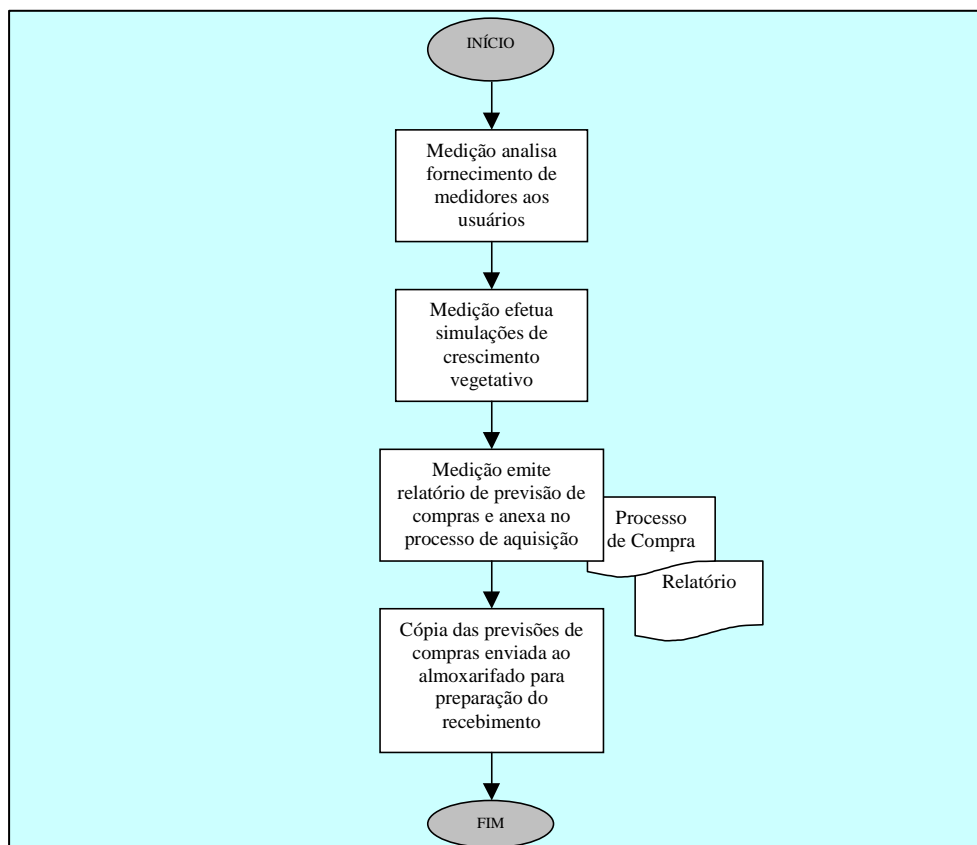 INÍCIO
Medição analisa
fornecimento de
medidores aos
usuários
Medição efetua
simulações de
crescimento
vegetativo
Medição emite
relatório de previsão de
compras e anexa no
processo de aquisição
Processo
de Compra
Relatório
Cópia das previsões de
compras enviada ao
almoxarifado para
preparação do
recebimento
FIM